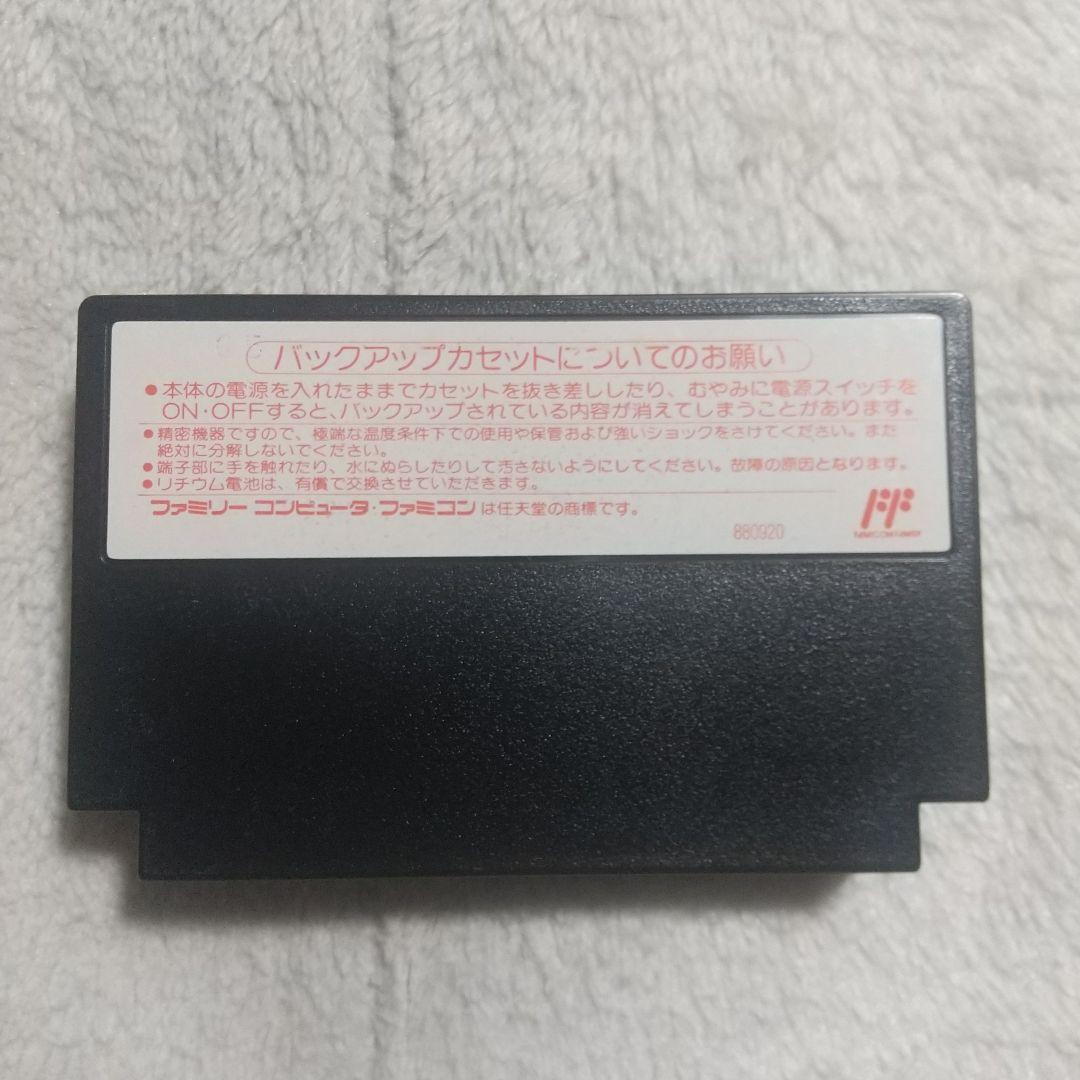 バックアップカセットについてのお願い
●本体の電源を入れたままでカセットを抜き差ししたり、むやみに電源スイッチを
ON・OFFすると、バックアップされている内容が消えてしまうことがあります。
●精密機器ですので、極端な温度条件下での使用や保管および強いショックをさけてください。また
絶対に分解しないでください。
●端子部に手を触れたり、水にぬらしたりして汚さないようにしてください。故障の原因となります。
●リチウム電池は、有償で交換させていただきます。
ファミリーコンピュータ・ファミコンは任天堂の商標です。
880920